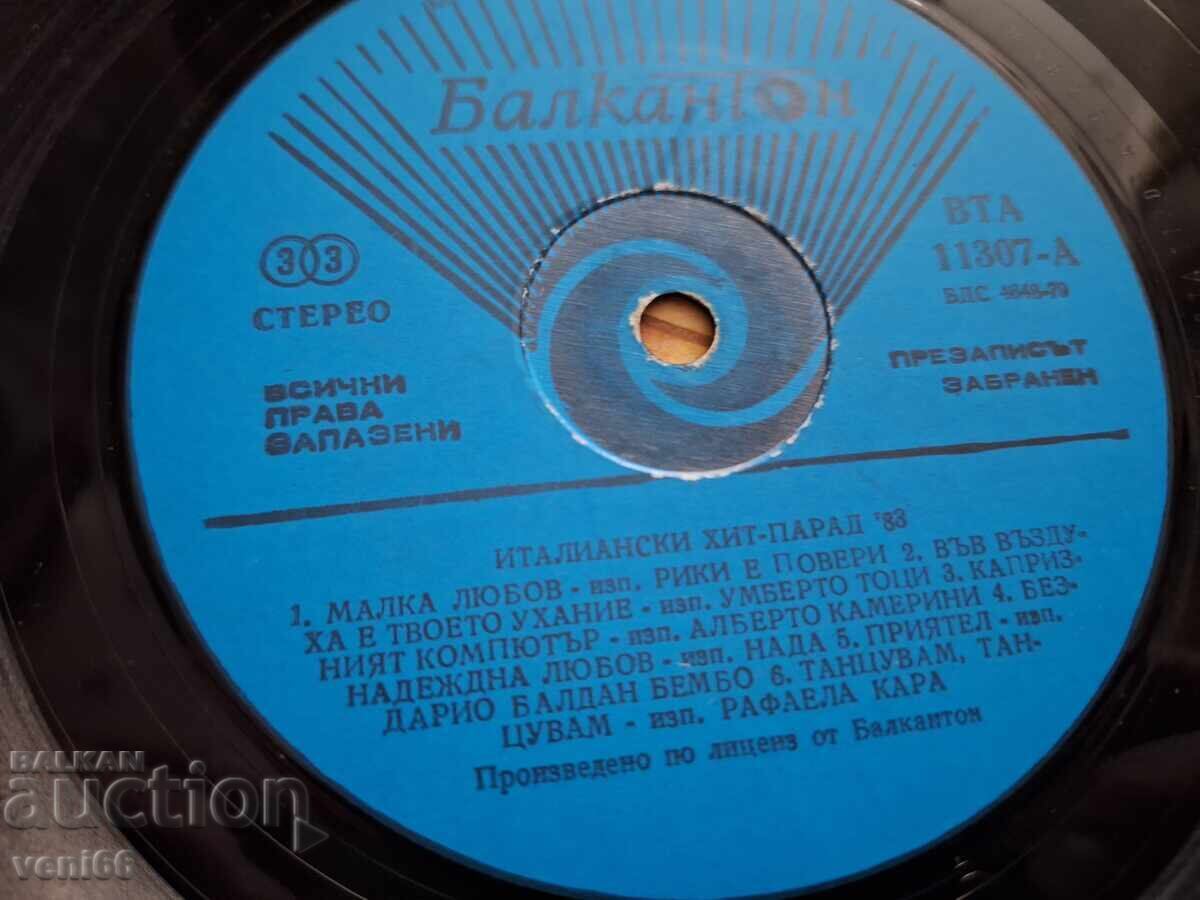 Балкантон
33
СТЕРЕО
ВСИЧКИ
ПРАВА
ЗАПАЗЕНИ
ВТА
11307-А
БДС
ПРЕЗАПИСЪТ
ЗАБРАНЕН
ИТАЛИАНСКИ ХИТ-ПАРАД '83
1. МАЛКА ЛЮБОВ - изп. РИКИ Е ПОВЕРИ 2. ВЪВ ВЪЗДУ-
ХА Е ТВОЕТО УХАНИЕ - изп. УМБЕРТО ТОЦИ 3. КАПРИЗ-
НИЯТ КОМПЮТЪР - изп. АЛБЕРТО КАМЕРИНИ 4. БЕЗ-
НАДЕЖДНА ЛЮБОВ - изп. НАДА 5. ПРИЯТЕЛ - изп.
ДАРИО БАЛДАН БЕМБО 6. ТАНЦУВАМ, ТАН-
ЦУВАМ - изп. РАФАЕЛА КАРА
Произведено по лиценз от Балкантон
BALKAN
auction
veni66